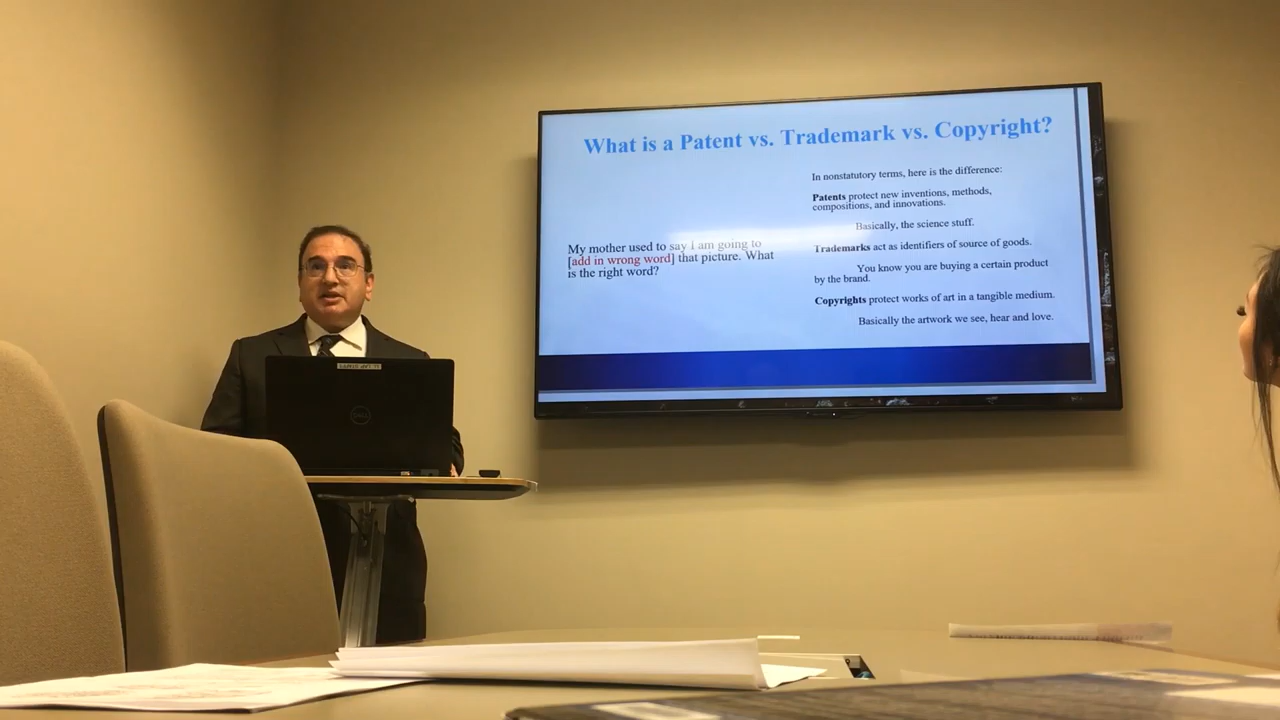 What is a Patent vs. Trademark vs. Copyright?
My mother used to say I am going to
[add in wrong word] that picture. What
is the right word?
In nonstatutory terms, here is the difference:
Patents protect new inventions, methods,
compositions, and innovations.
Basically, the science stuff.
Trademarks act as identifiers of source of goods.
You know you are buying a certain product
by the brand.
Copyrights protect works of art in a tangible medium.
Basically the artwork we see, hear and love.
DELL